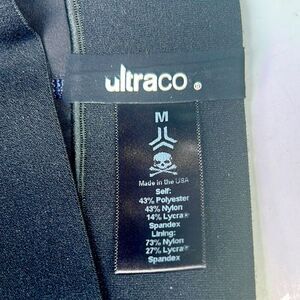 ultraco ®
M
Made in the USA
Self:
43% Polyester
43% Nylon
14% Lycra®
Spandex
Lining:
73% Nylon
27% Lycra®
Spandex